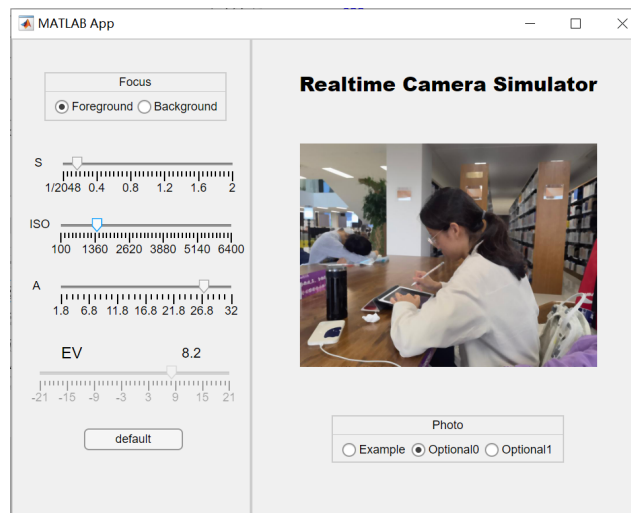 MATLAB App
Focus
Foreground Background
S
1/2048 0.4 0.8 1.2 1.6 2
ISO
100 1360 2620 3880 5140 6400
A
1.8 6.8 11.8 16.8 21.8 26.8 32
EV 8.2
-21 -15 -9 -3 3 9 15 21
default
Realtime Camera Simulator
Photo
Example Optional0 Optional1